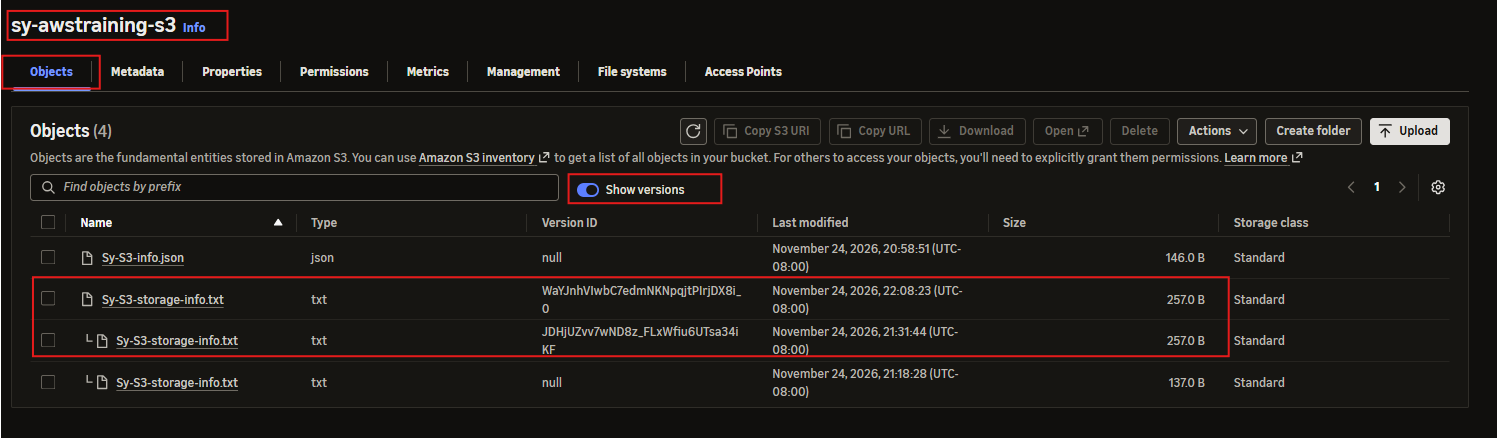 sy-awstraining-s3 Info
Objects Metadata Properties Permissions Metrics Management File systems Access Points
Objects (4) Copy S3 URI Copy URL Download Open Delete Actions Create folder Upload
Objects are the fundamental entities stored in Amazon S3. You can use Amazon S3 inventory to get a list of all objects in your bucket. For others to access your objects, you'll need to explicitly grant them permissions. Learn more
Find objects by prefix Show versions 1
Name Type Version ID Last modified Size Storage class
Sy-S3-info.json json null November 24, 2026, 20:58:51 (UTC-
08:00) 146.0 B Standard
Sy-S3-storage-info.txt txt WaYJnhVIwbC7edmNKNpqjtPIrjDX8i_ November 24, 2026, 22:08:23 (UTC-
0 08:00) 257.0 B Standard
Sy-S3-storage-info.txt txt JDHjUZvv7wND8z_FLxWfiu6UTsa34i November 24, 2026, 21:31:44 (UTC-
KF 08:00) 257.0 B Standard
Sy-S3-storage-info.txt txt null November 24, 2026, 21:18:28 (UTC-
08:00) 137.0 B Standard